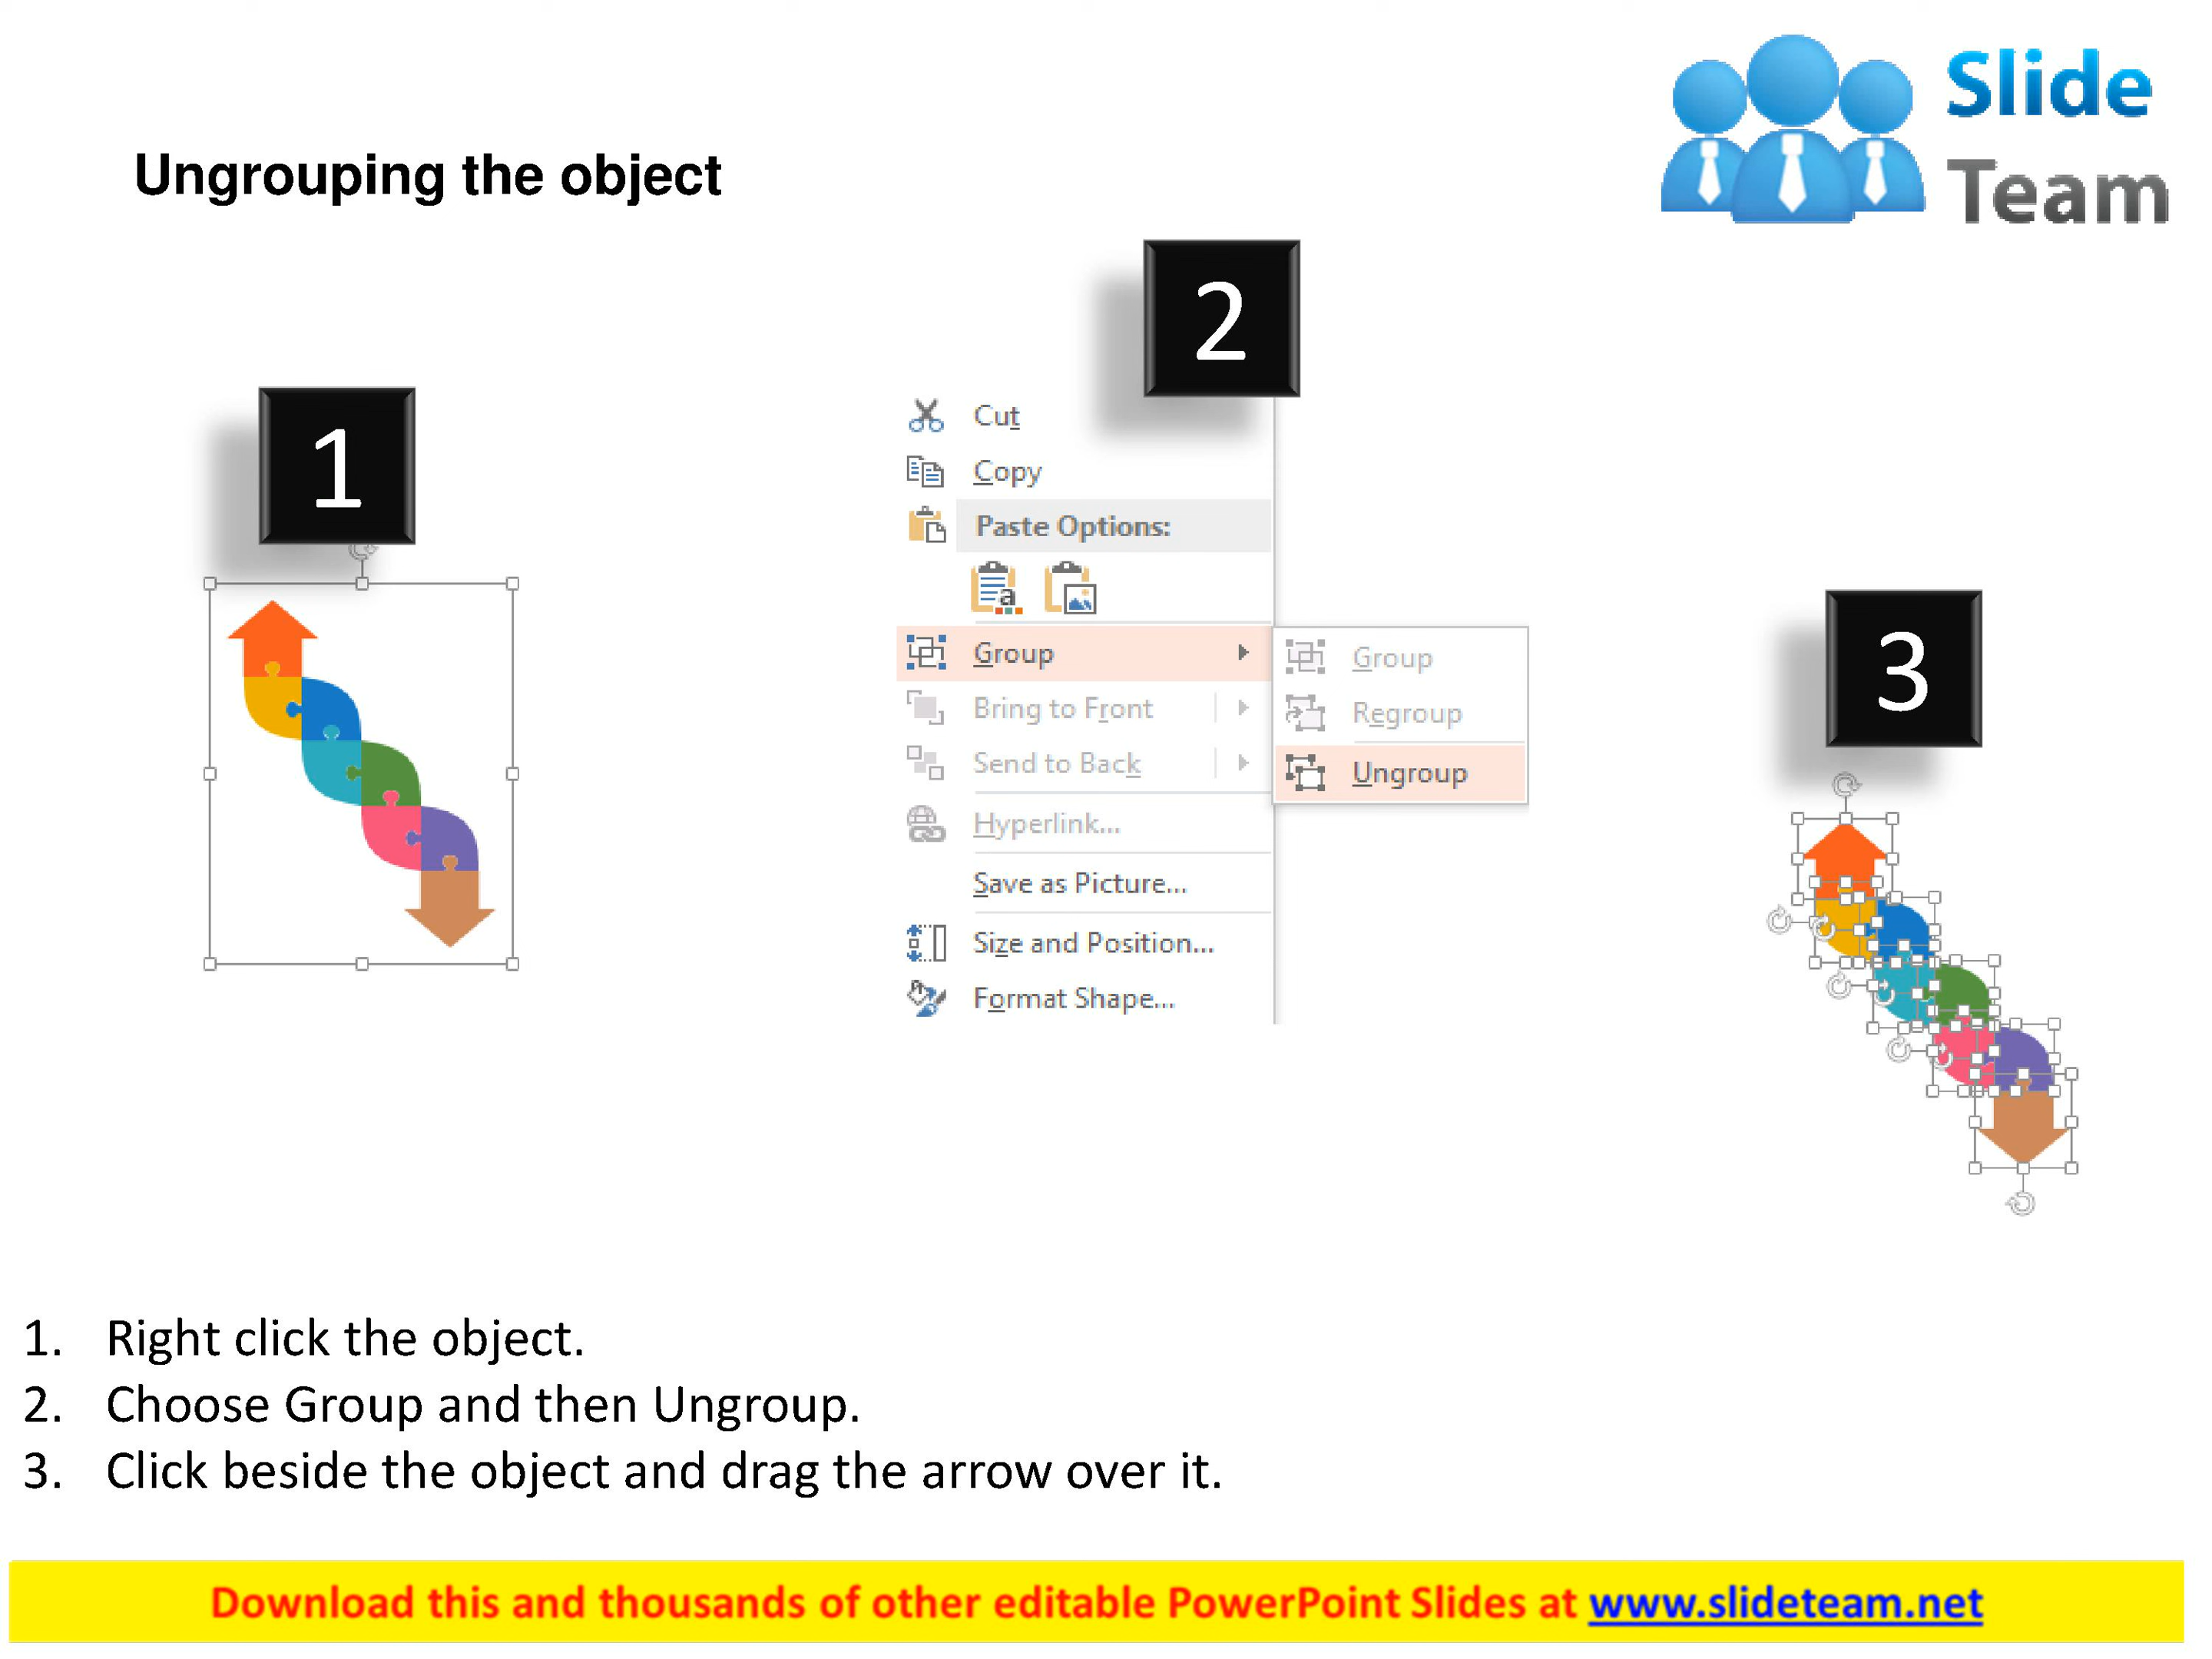 Slide
Team
Ungrouping the object
1
2
3
Cut
Copy
Paste Options:
a
Group
Bring to Front
Send to Back
Hyperlink...
Save as Picture...
Size and Position...
Format Shape...
Group
Regroup
Ungroup
1. Right click the object.
2. Choose Group and then Ungroup.
3. Click beside the object and drag the arrow over it.
Download this and thousands of other editable PowerPoint Slides at www.slideteam.net